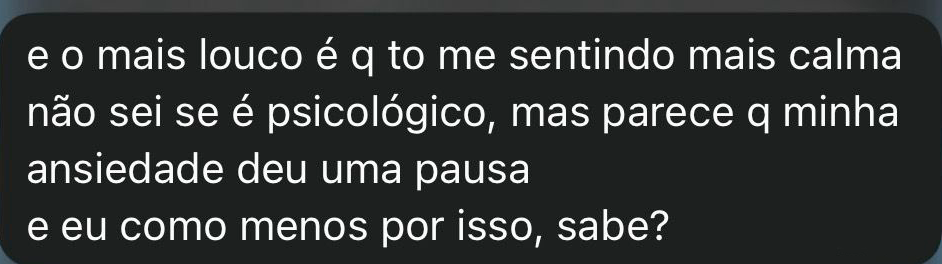 e o mais louco é q to me sentindo mais calma
não sei se é psicológico, mas parece q minha
ansiedade deu uma pausa
e eu como menos por isso, sabe?